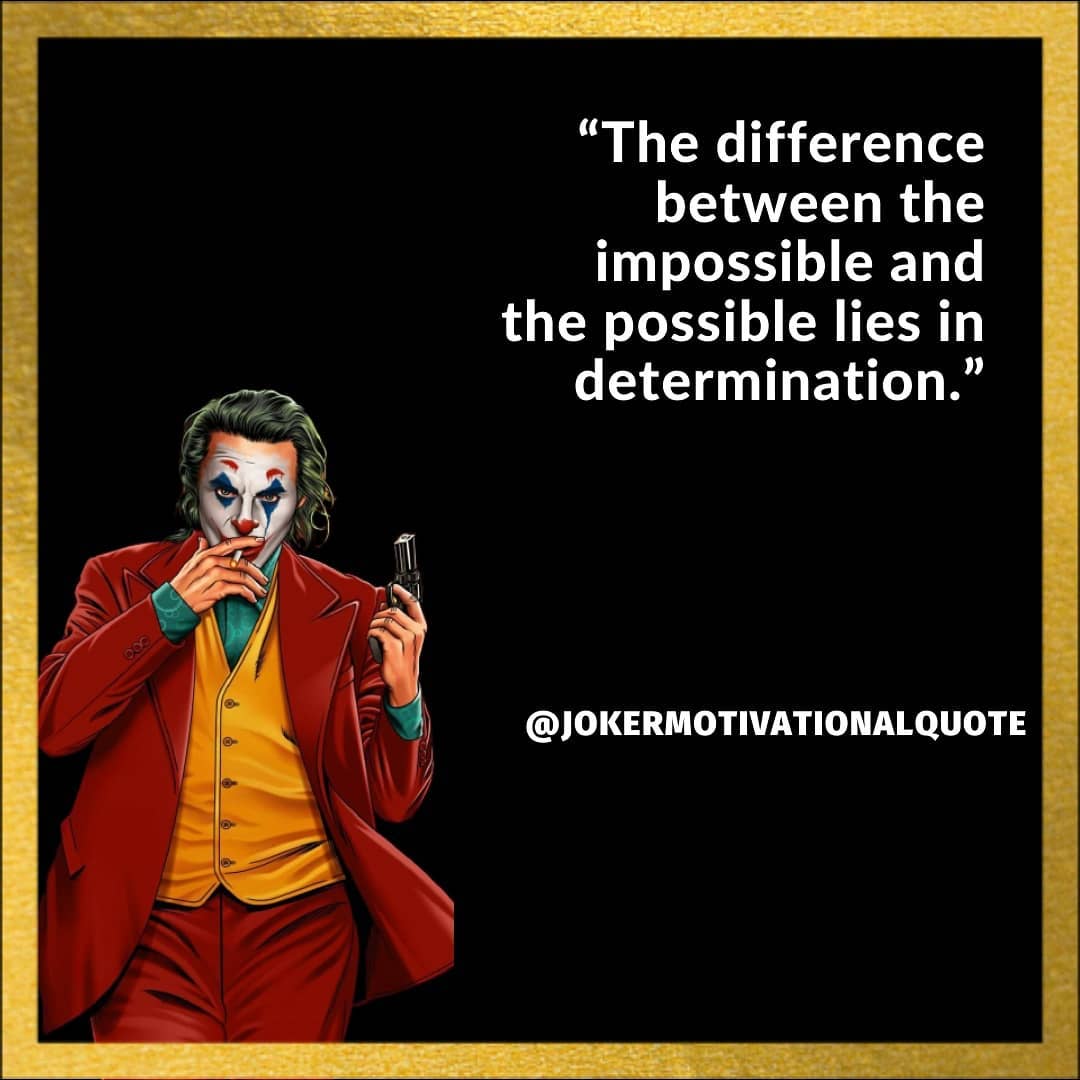 “The difference
between the
impossible and
the possible lies in
determination.”
@JOKERMOTIVATIONALQUOTE